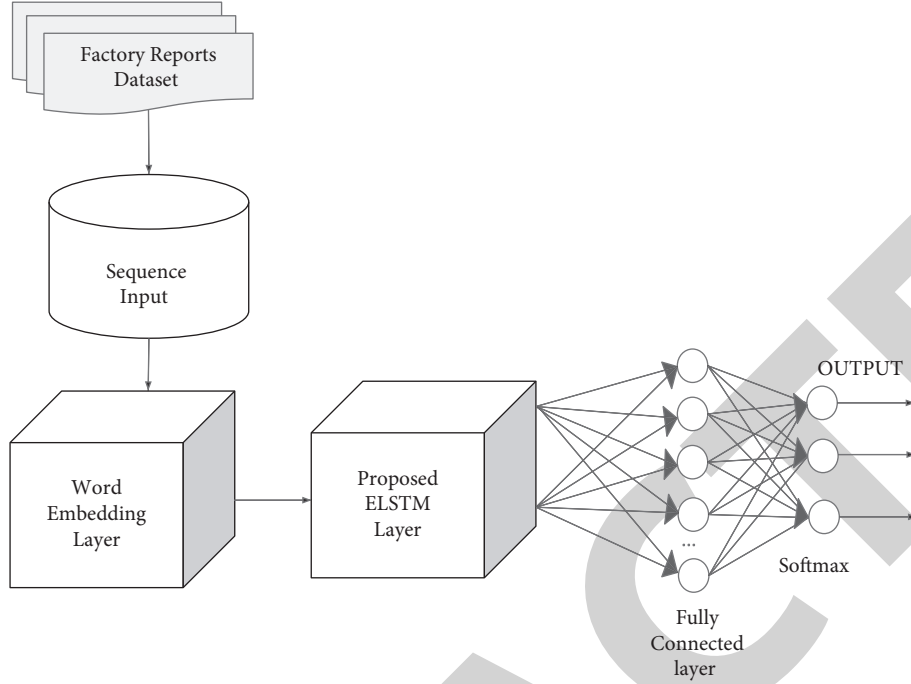 Factory Reports
Dataset
Sequence
Input
Word
Embedding
Layer
Proposed
ELSTM
Layer
...
Fully
Connected
layer
OUTPUT
Softmax